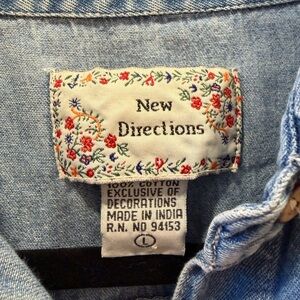 New
Directions
100% COTTON
EXCLUSIVE OF
DECORATIONS
MADE IN INDIA
R.N. NO 94153
L